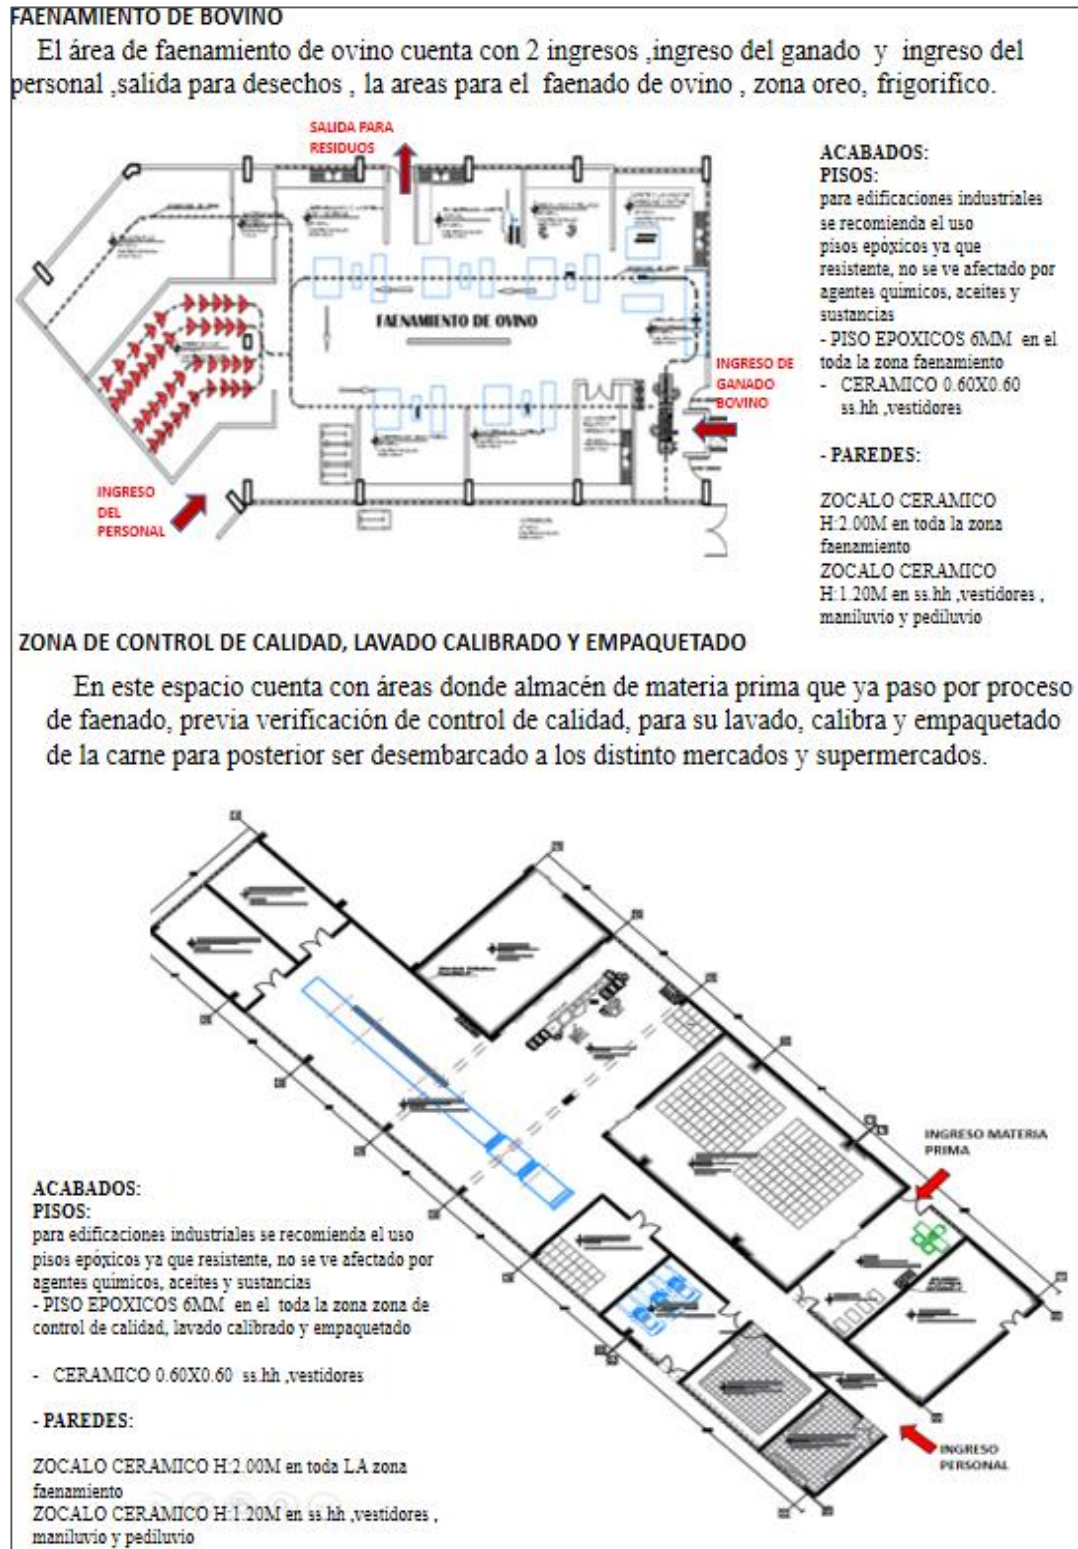 FAENAMIENTO DE BOVINO
El área de faenamiento de ovino cuenta con 2 ingresos ,ingreso del ganado y ingreso del
personal ,salida para desechos , la areas para el faenado de ovino , zona oreo, frigorifico.
SALIDA PARA
RESIDUOS
FAENAMIENTO DE OVINO
INGRESO DE
GANADO
BOVINO
INGRESO
DEL
PERSONAL
ACABADOS:
PISOS:
para edificaciones industriales
se recomienda el uso
pisos epóxicos ya que
resistente, no se ve afectado por
agentes químicos, aceites y
sustancias
- PISO EPOXICOS 6MM en el
toda la zona faenamiento
- CERAMICO 0.60X0.60
ss.hh ,vestidores
- PAREDES:
ZOCALO CERAMICO
H:2.00M en toda la zona
faenamiento
ZOCALO CERAMICO
H:1.20M en ss.hh ,vestidores ,
maniluvio y pediluvio
ZONA DE CONTROL DE CALIDAD, LAVADO CALIBRADO Y EMPAQUETADO
En este espacio cuenta con áreas donde almacén de materia prima que ya paso por proceso
de faenado, previa verificación de control de calidad, para su lavado, calibra y empaquetado
de la carne para posterior ser desembarcado a los distinto mercados y supermercados.
INGRESO MATERIA
PRIMA
INGRESO
PERSONAL
ACABADOS:
PISOS:
para edificaciones industriales se recomienda el uso
pisos epóxicos ya que resistente, no se ve afectado por
agentes químicos, aceites y sustancias
- PISO EPOXICOS 6MM en el toda la zona zona de
control de calidad, lavado calibrado y empaquetado
- CERAMICO 0.60X0.60 ss.hh ,vestidores
- PAREDES:
ZOCALO CERAMICO H:2.00M en toda LA zona
faenamiento
ZOCALO CERAMICO H:1.20M en ss.hh ,vestidores ,
maniluvio y pediluvio